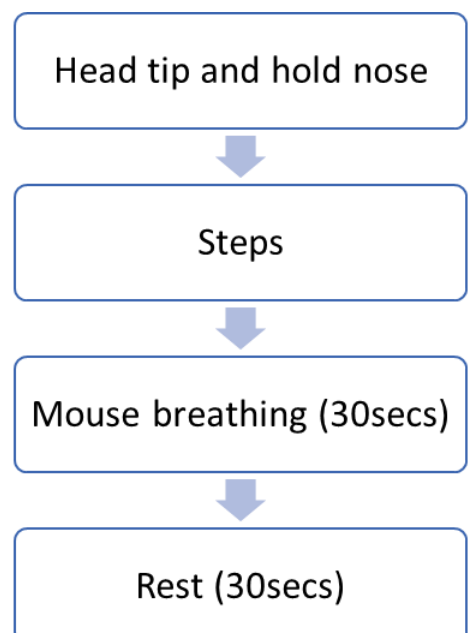 Head tip and hold nose
Steps
Mouse breathing (30secs)
Rest (30secs)